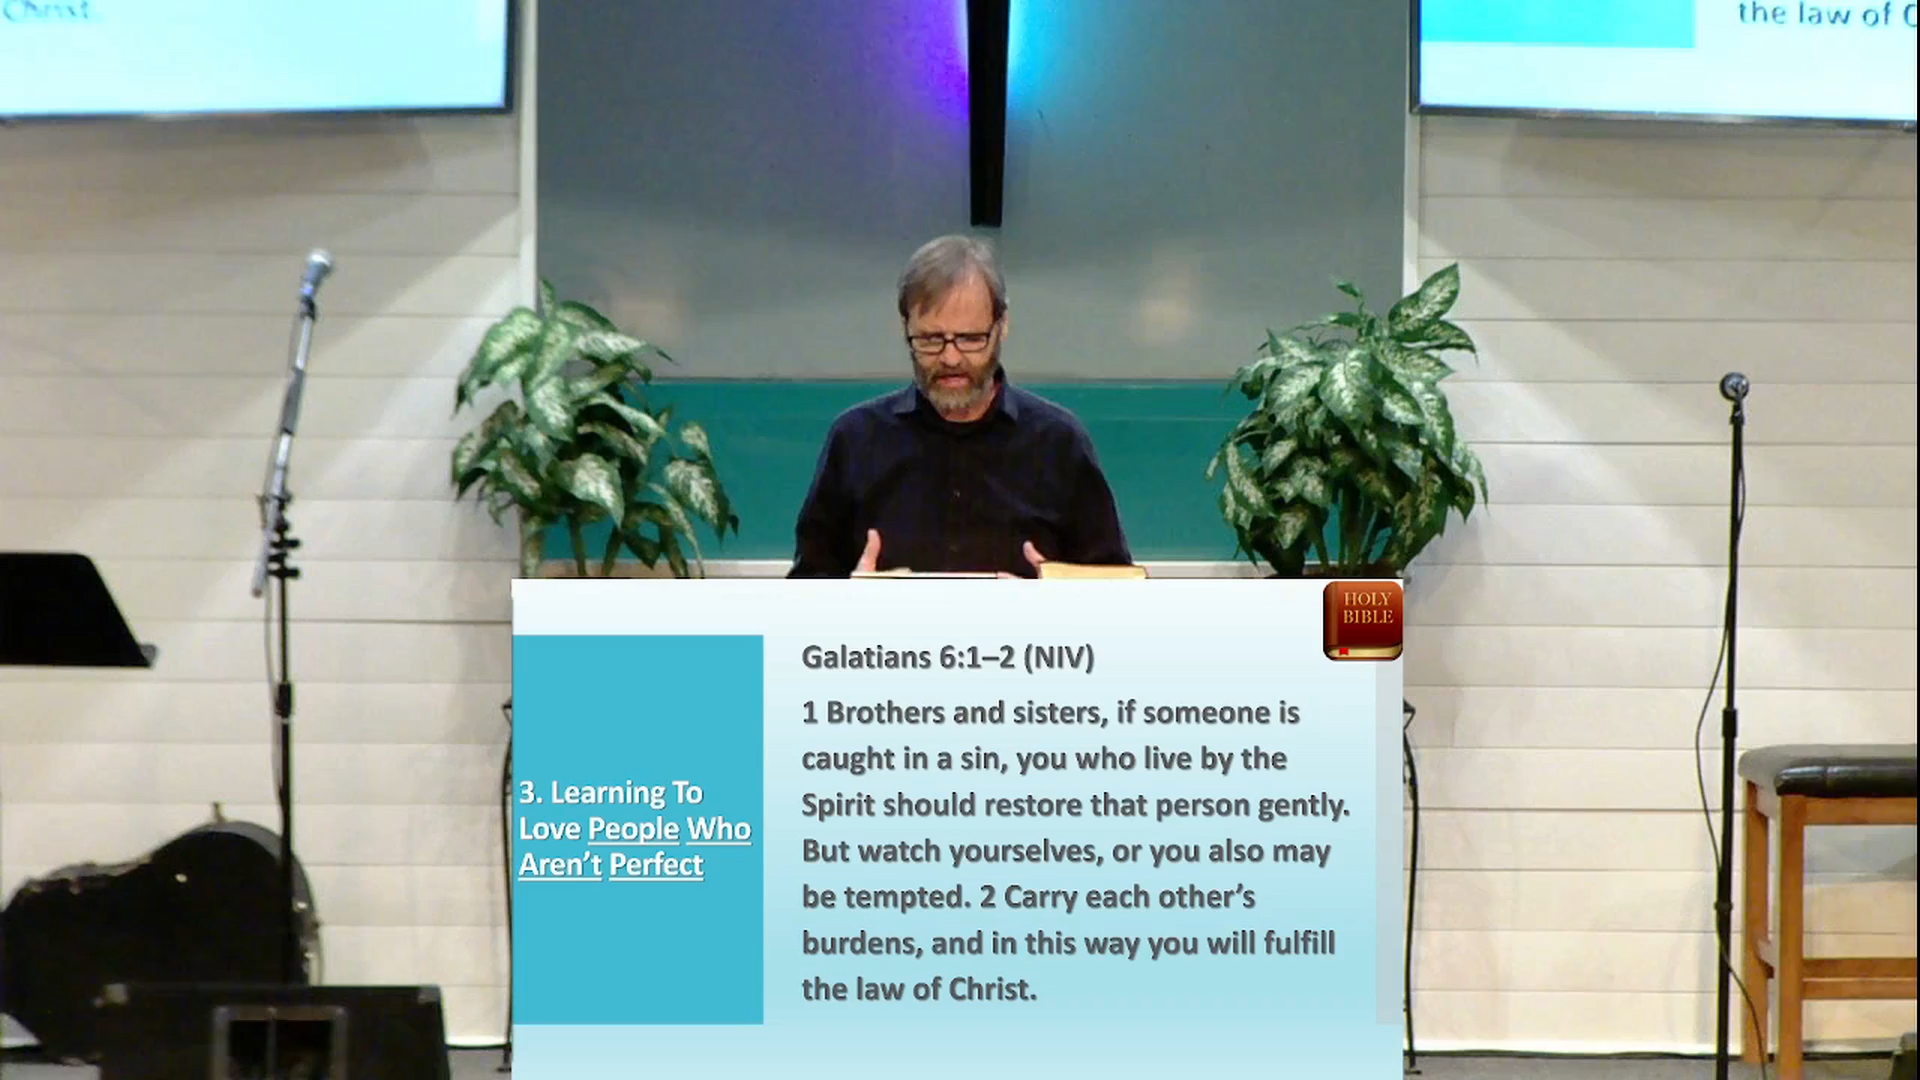 Christ.
the law of C
HOLY
BIBLE
Galatians 6:1–2 (NIV)
1 Brothers and sisters, if someone is
caught in a sin, you who live by the
Spirit should restore that person gently.
But watch yourselves, or you also may
be tempted. 2 Carry each other’s
burdens, and in this way you will fulfill
the law of Christ.
3. Learning To
Love People Who
Aren’t Perfect